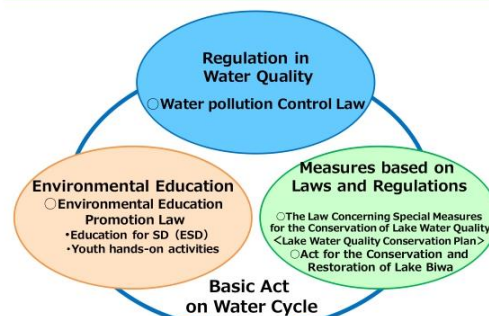 Regulation in
Water Quality
○Water pollution Control Law
Environmental Education
○Environmental Education
Promotion Law
・Education for SD（ESD）
・Youth hands-on activities
Measures based on
Laws and Regulations
○The Law Concerning Special Measures
for the Conservation of Lake Water Quality
<Lake Water Quality Conservation Plan>
○Act for the Conservation and
Restoration of Lake Biwa
Basic Act
on Water Cycle